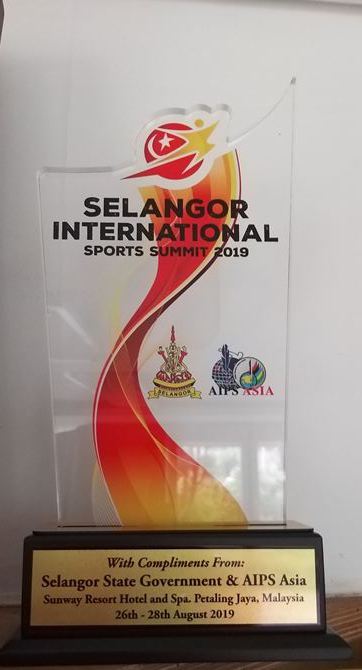 SELANGOR
INTERNATIONAL
SPORTS SUMMIT 2019
SELANGOR
AIPS ASIA
With Compliments From:
Selangor State Government & AIPS Asia
Sunway Resort Hotel and Spa. Petaling Jaya, Malaysia
26th - 28th August 2019